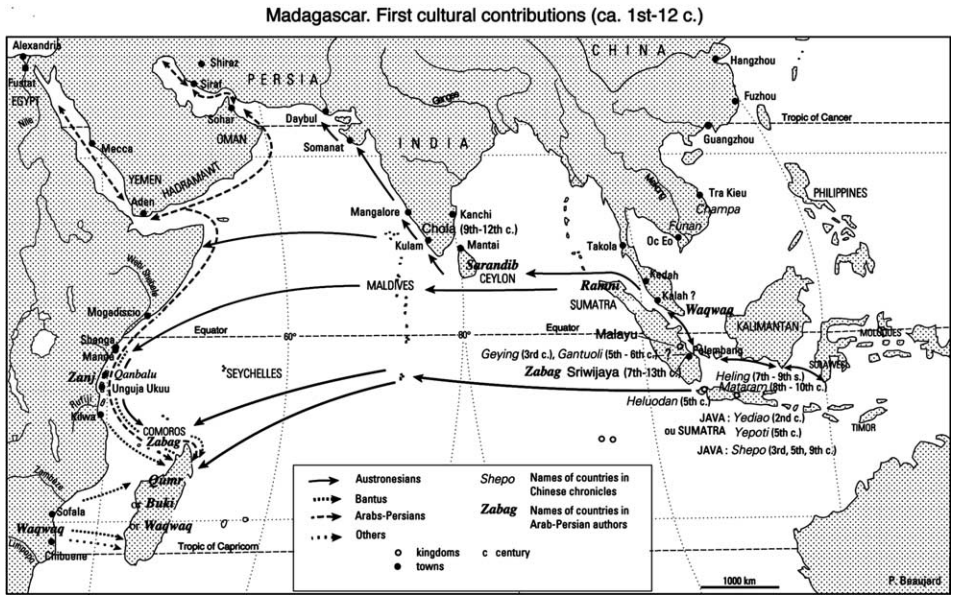 Madagascar. First cultural contributions (ca. 1st-12 c.)
Alexandria
Fustat
EGYPT
Nile
Mecca
YEMEN
HADRAMAWT
Aden
Shiraz
Siraf
PERSIA
Sohar
OMAN
Daybul
Somanat
INDIA
Ganges
CHINA
Hangzhou
Fuzhou
Guangzhou
Tropic of Cancer
Mekong
Tra Kieu
Champa
Funan
Oc Eo
PHILIPPINES
Mangalore
Kanchi
Chola (9th-12th c.)
Kulam
Mantai
Sarandib
CEYLON
Takola
Kedah
Kalah ?
Ramni
SUMATRA
Waqwaq
MALDIVES
Webi Shebele
Mogadiscio
Equator
60°
80°
Equator
Malayu
KALIMANTAN
MOLUQUES
SULAWESI
Shanga
Manda
Zanj
Qanbalu
Unguja Ukuu
Rufiji
Kilwa
SEYCHELLES
Geying (3rd c.), Gantuoli (5th - 6th c.) - ?
Palembang
Zabag Sriwijaya (7th-13th c.)
Heling (7th - 9th s.)
Mataram (8th - 10th c.)
Heluodan (5th c.)
TIMOR
JAVA : Yediao (2nd c.)
ou SUMATRA Yepoti (5th c.)
JAVA : Shepo (3rd, 5th, 9th c.)
COMOROS
Zabag
Qumr
or Buki
or Waqwaq
Zambèze
Sofala
Waqwaq
Chibuene
Limpopo
Tropic of Capricorn
Austronesians
Bantus
Arabs-Persians
Others
kingdoms
towns
Shepo Names of countries in
Chinese chronicles
Zabag Names of countries in
Arab-Persian authors
c century
1000 km
P. Beaujard